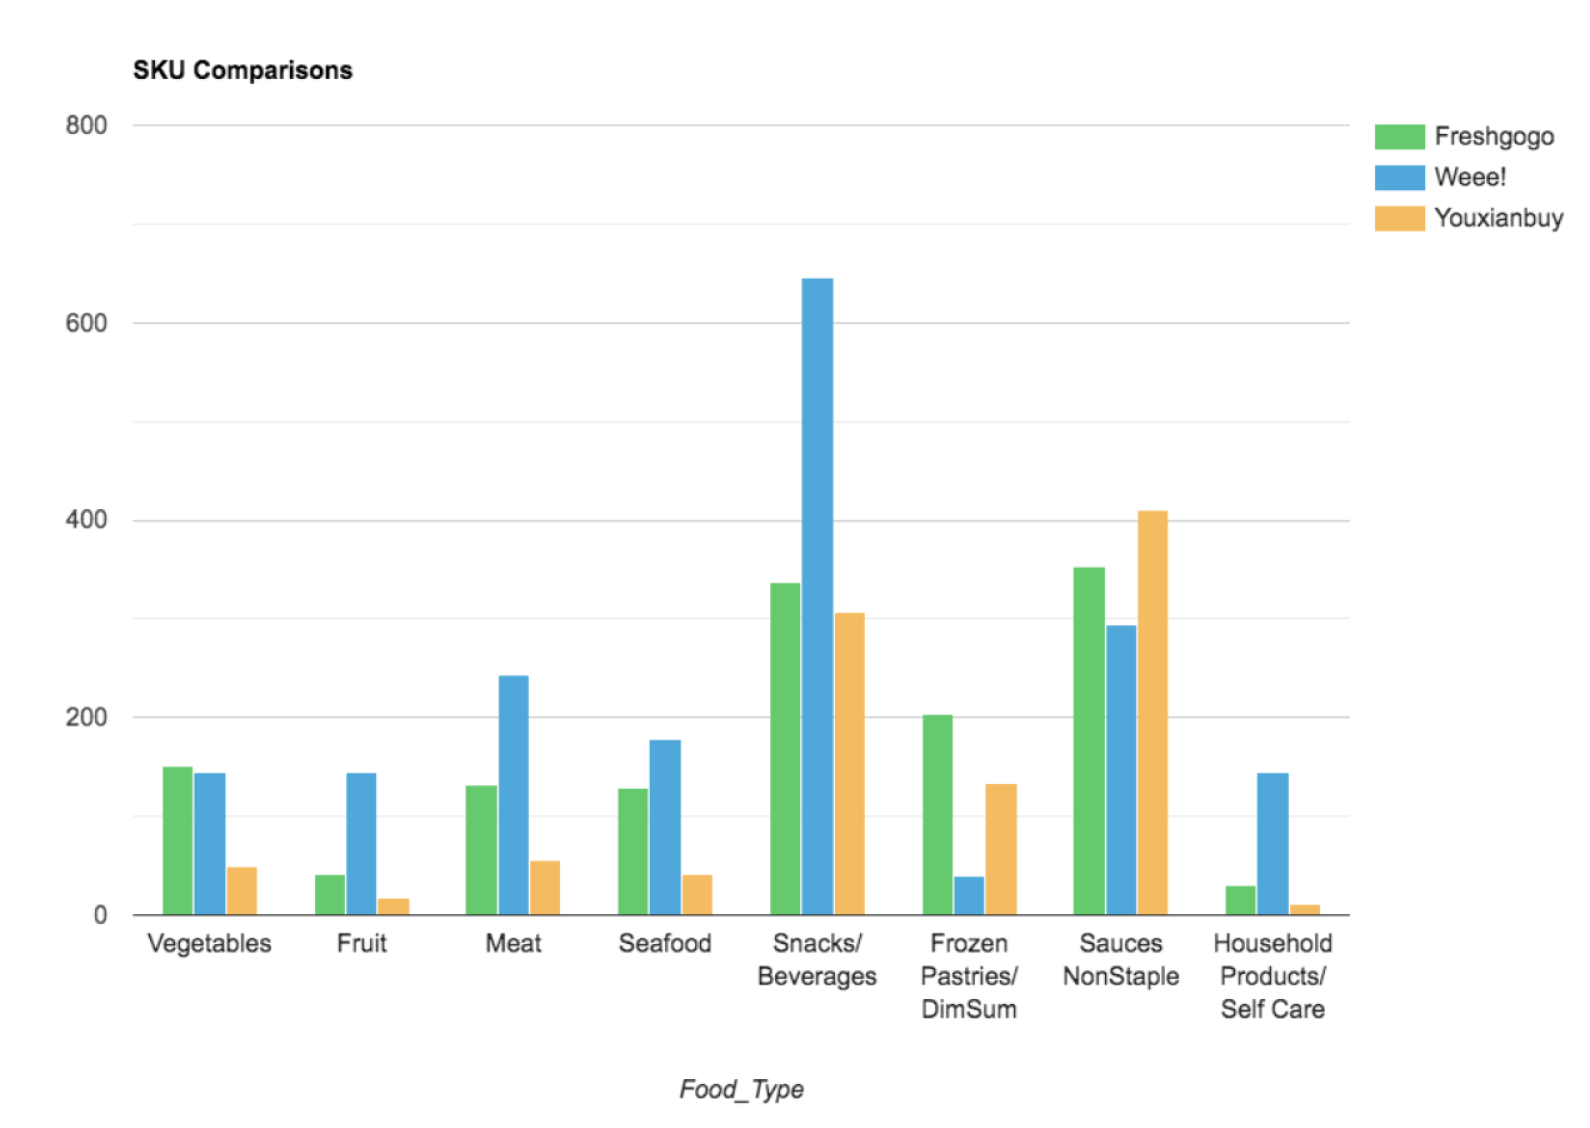 SKU Comparisons
800
600
400
200
0
Freshgogo
Weee!
Youxianbuy
Vegetables
Fruit
Meat
Seafood
Snacks/
Beverages
Frozen
Pastries/
DimSum
Sauces
NonStaple
Household
Products/
Self Care
Food_Type